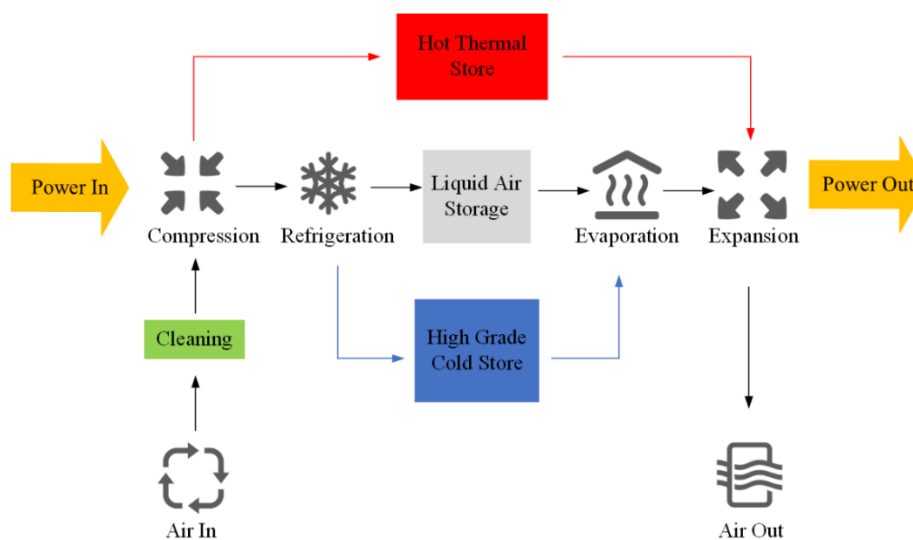 Hot Thermal
Store
Power In
Liquid Air
Storage
Power Out
Compression
Refrigeration
Evaporation
Expansion
Cleaning
High Grade
Cold Store
Air In
Air Out